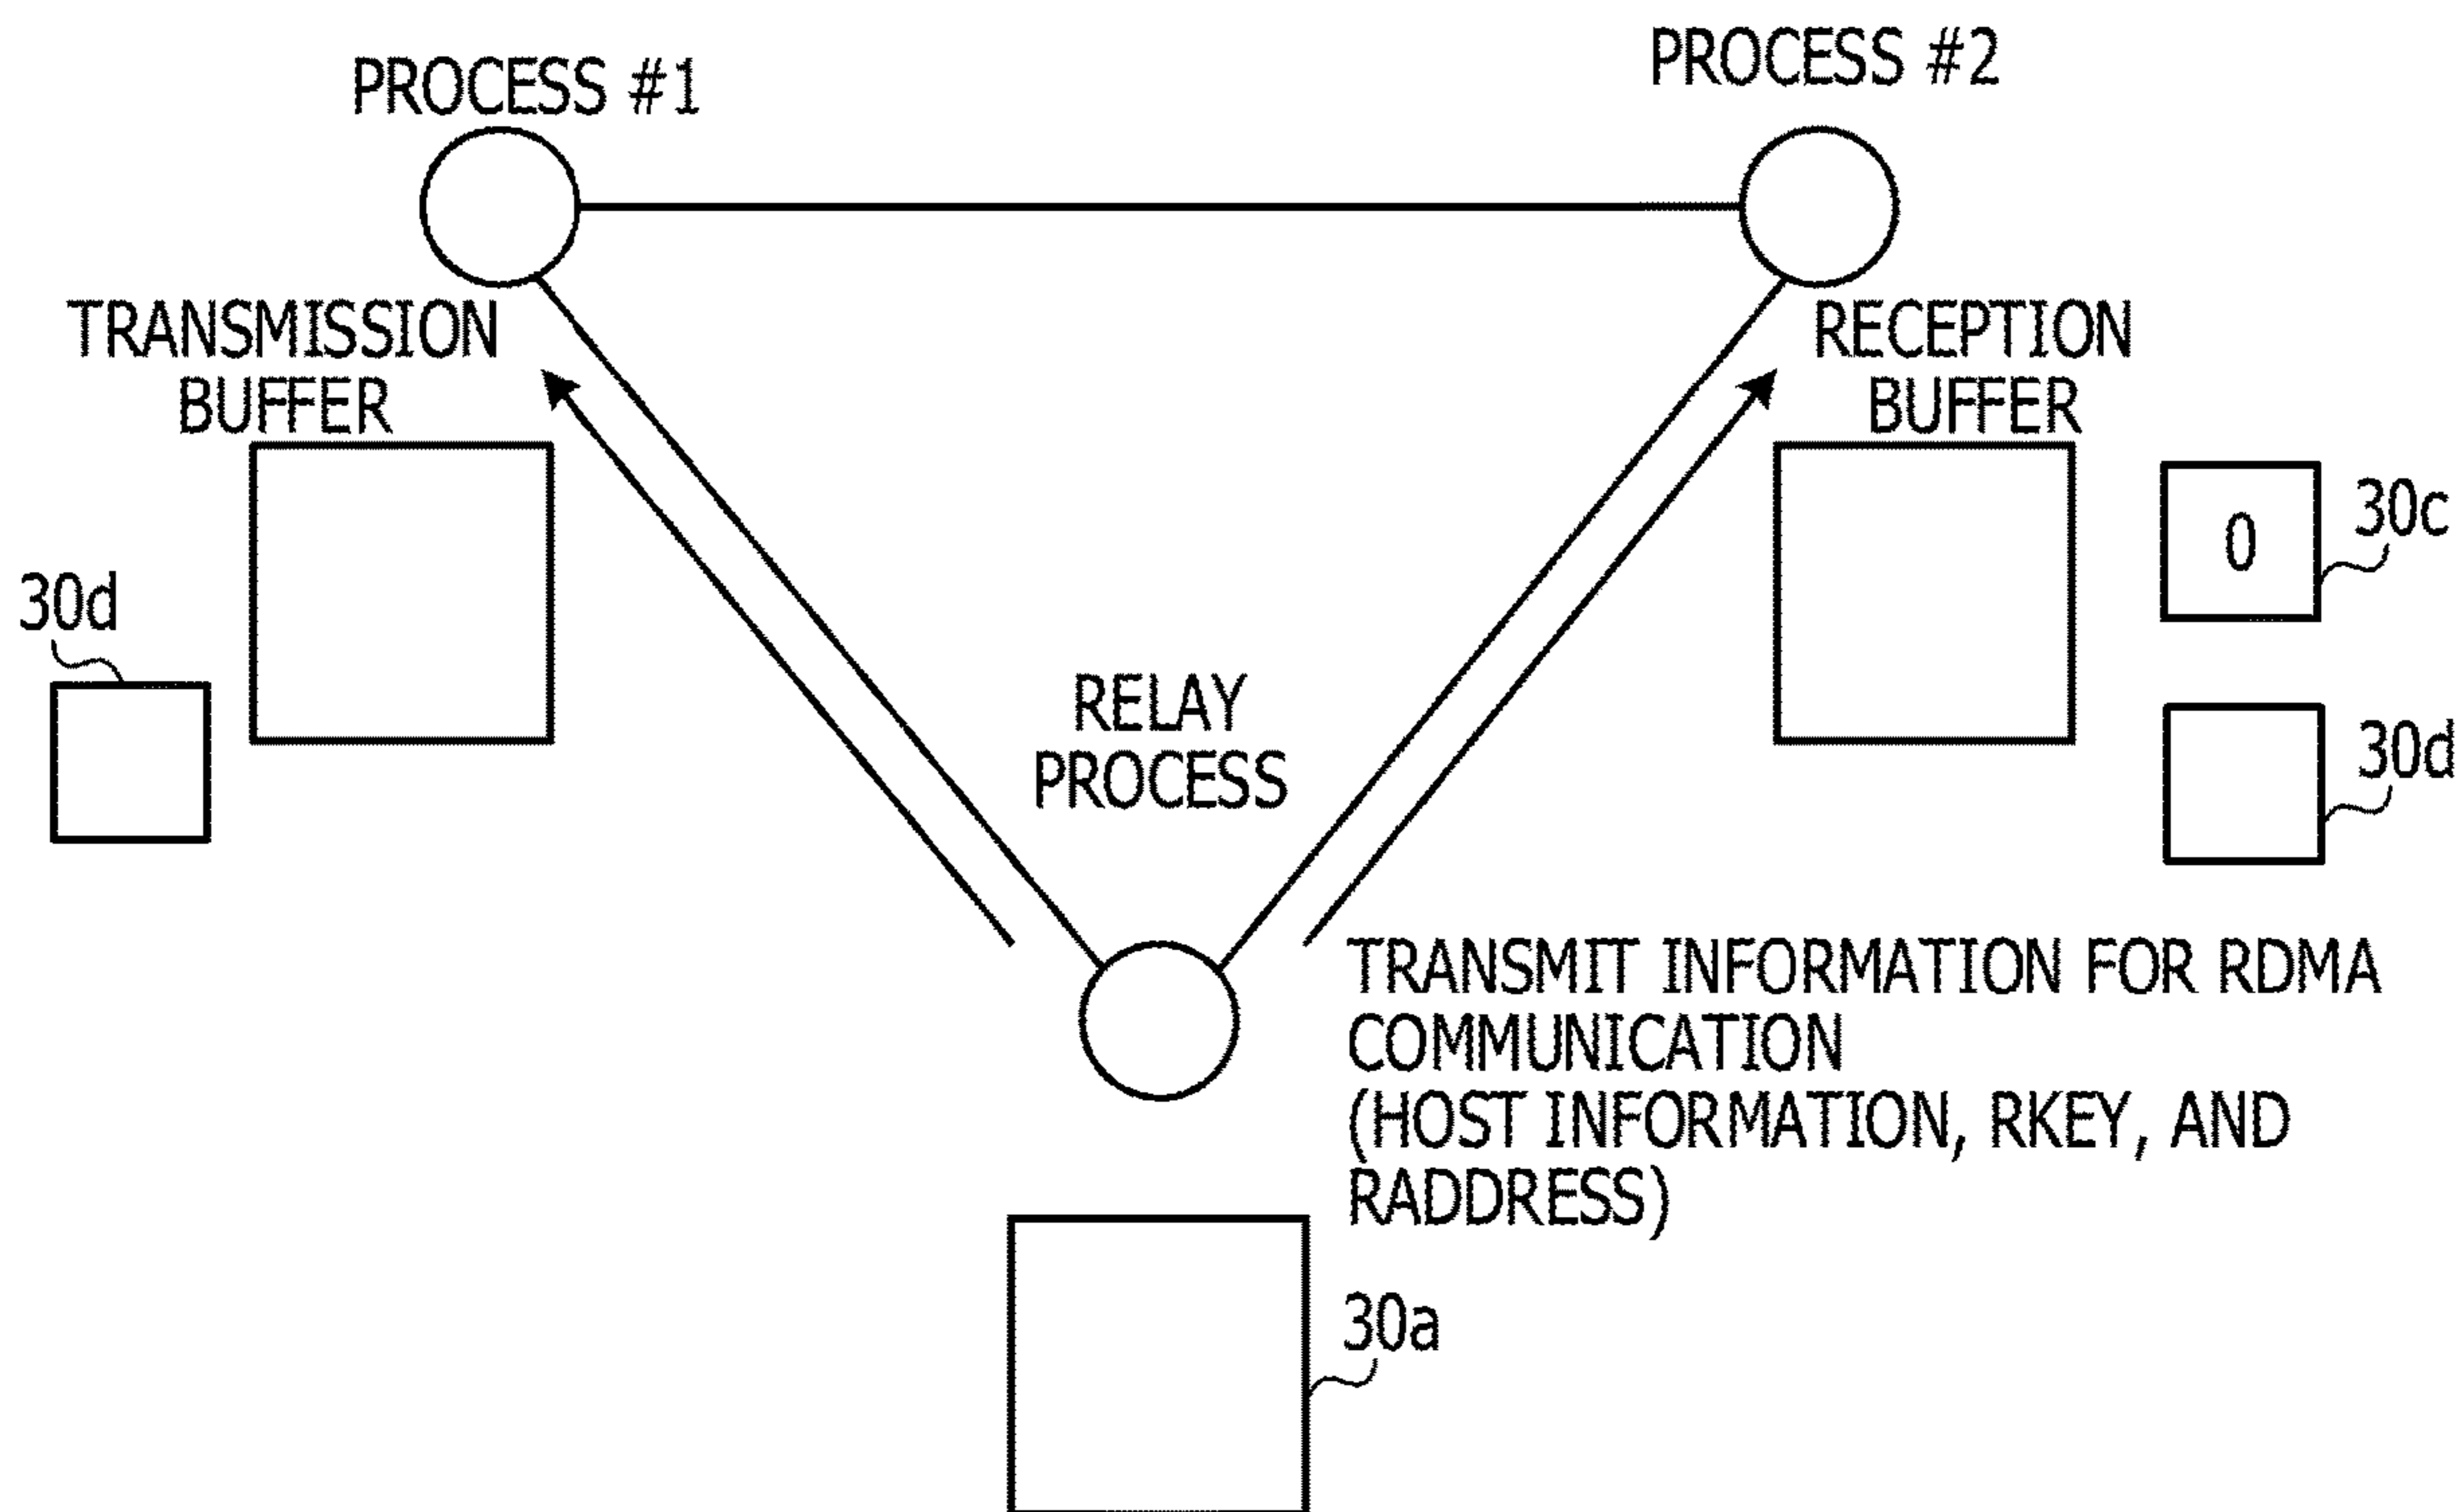 PROCESS #1
PROCESS #2
TRANSMISSION
BUFFER
RECEPTION
BUFFER
30c
0
30d
30d
RELAY
PROCESS
TRANSMIT INFORMATION FOR RDMA
COMMUNICATION
(HOST INFORMATION, RKEY, AND
RADDRESS)
30a